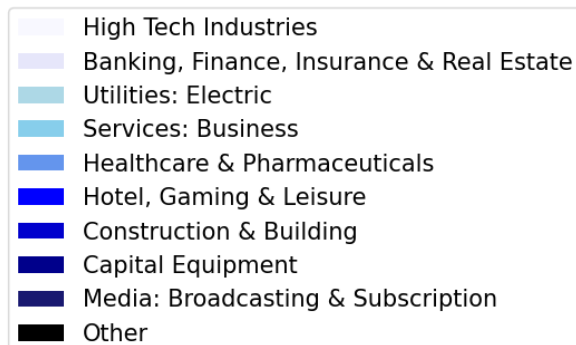 High Tech Industries
Banking, Finance, Insurance & Real Estate
Utilities: Electric
Services: Business
Healthcare & Pharmaceuticals
Hotel, Gaming & Leisure
Construction & Building
Capital Equipment
Media: Broadcasting & Subscription
Other